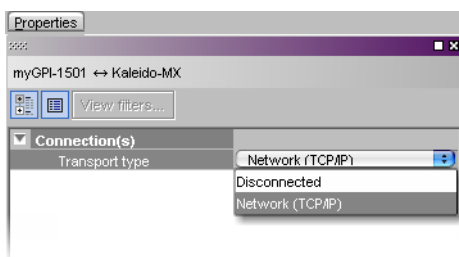 Properties
myGPI-1501 ↔ Kaleido-MX
View filters...
Connection(s)
Transport type
Network (TCP/IP)
Disconnected
Network (TCP/IP)